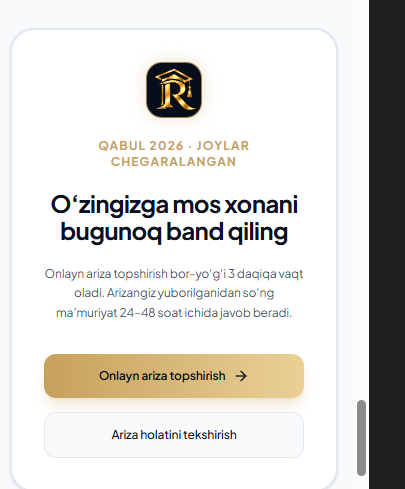 R
QABUL 2026 · JOYLAR
CHEGARALANGAN
O‘zingizga mos xonani
bugunoq band qiling
Onlayn ariza topshirish bor-yo‘g‘i 3 daqiqa vaqt
oladi. Arizangiz yuborilganidan so‘ng
ma’muriyat 24–48 soat ichida javob beradi.
Onlayn ariza topshirish →
Ariza holatini tekshirish